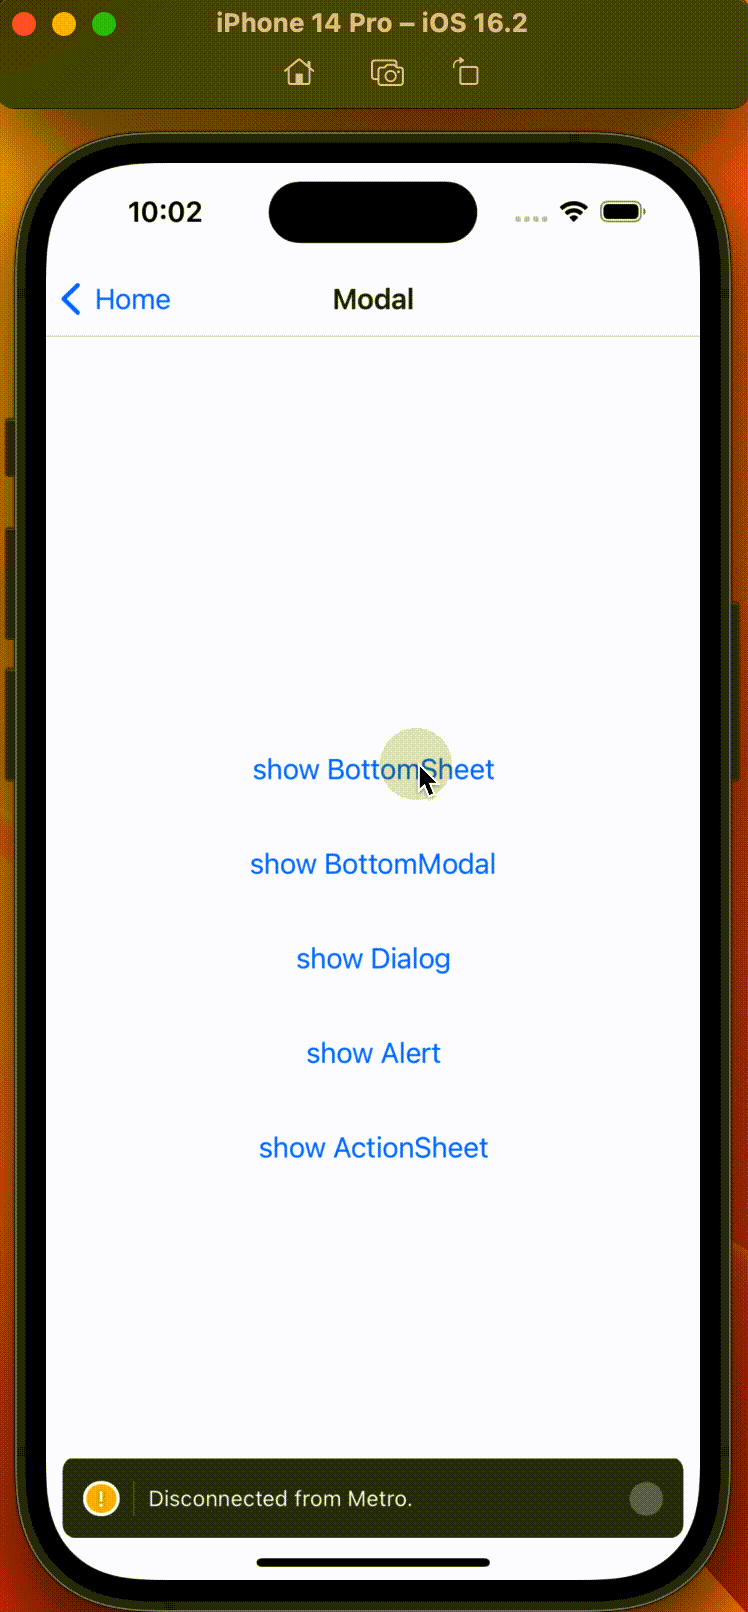 iPhone 14 Pro – iOS 16.2
10:02
Home
Modal
show BottomSheet
show BottomModal
show Dialog
show Alert
show ActionSheet
! Disconnected from Metro.